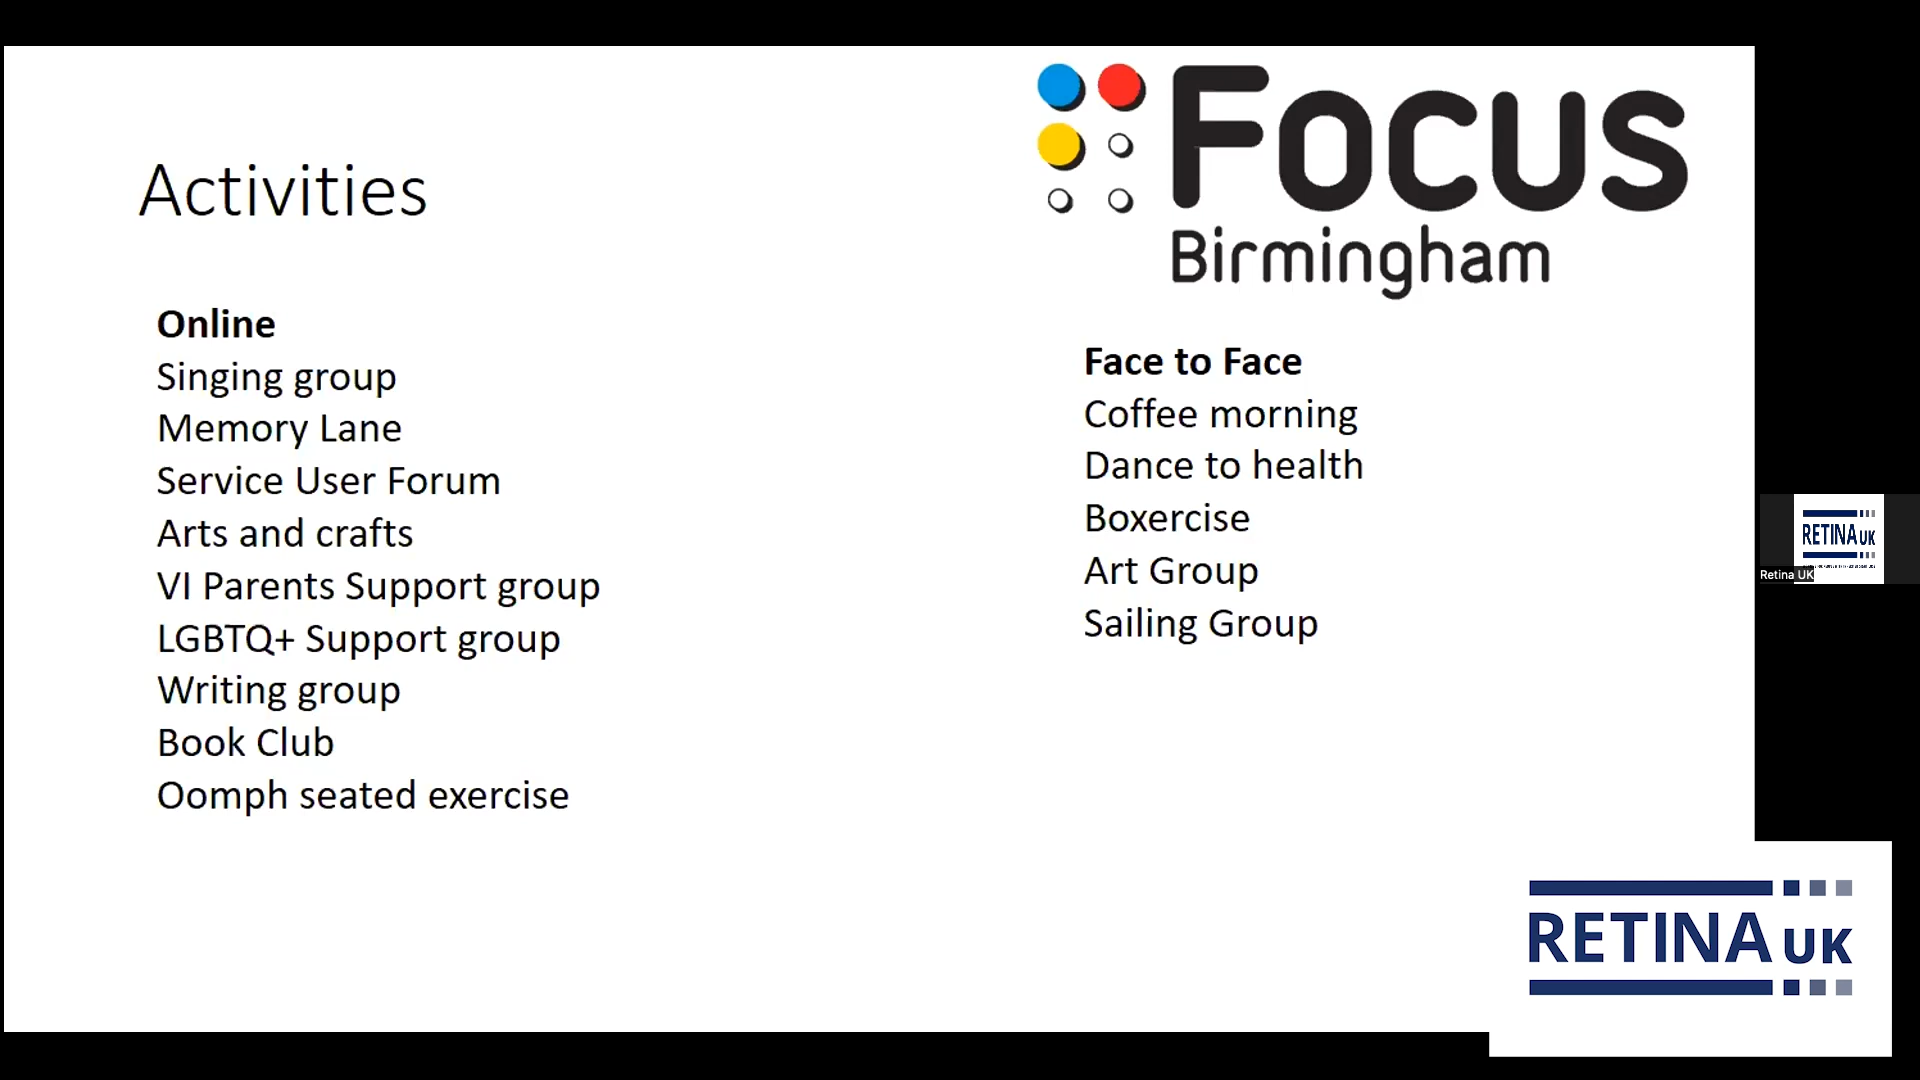 Focus
Birmingham
Activities
Online
Singing group
Memory Lane
Service User Forum
Arts and crafts
VI Parents Support group
LGBTQ+ Support group
Writing group
Book Club
Oomph seated exercise
Face to Face
Coffee morning
Dance to health
Boxercise
Art Group
Sailing Group
RETINA UK
Retina UK
RETINA UK